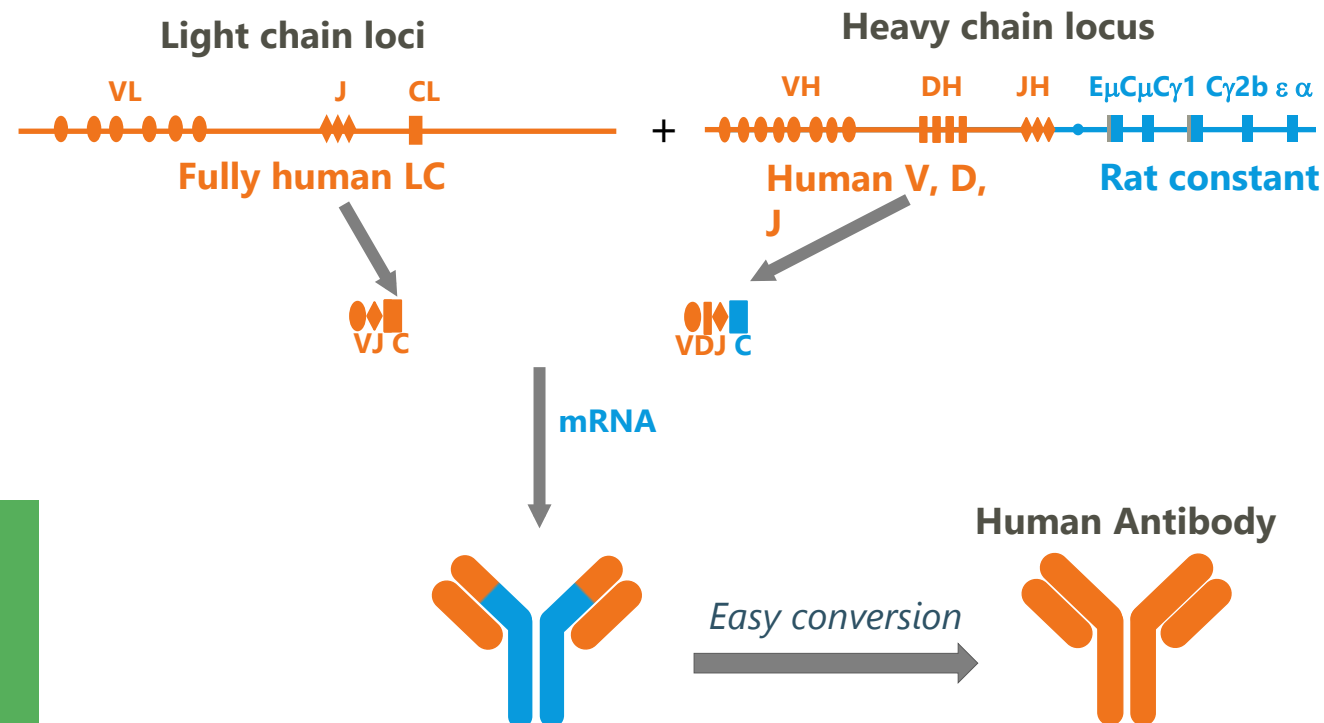 Light chain loci
Heavy chain locus
VL J CL
VH DH JH EμCμCγ1 Cγ2b ε α
+
Fully human LC
Human V, D,
J
Rat constant
VJ C
VDJ C
mRNA
Human Antibody
Easy conversion